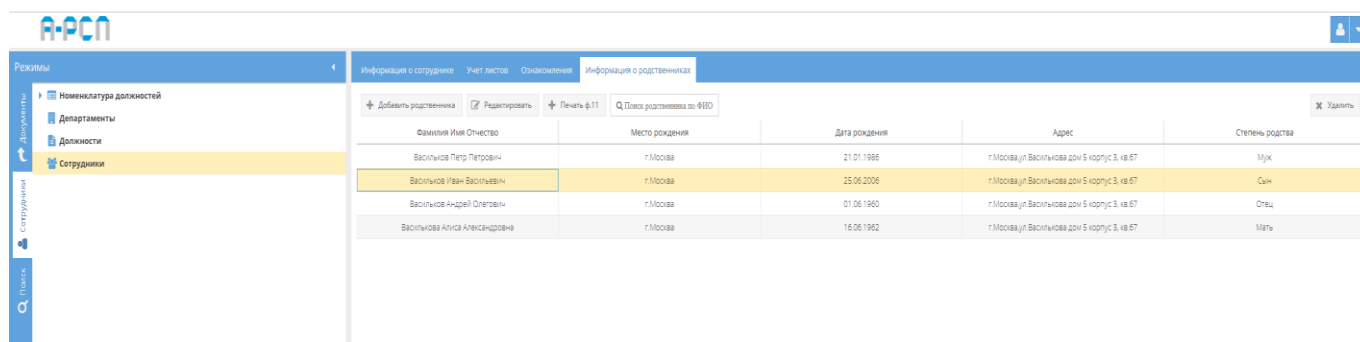 А-РСП
Режимы
Информация о сотруднике Учет листов Ознакомления Информация о родственниках
Документы
Сотрудники
Поиск
Номенклатура должностей
Департаменты
Должности
Сотрудники
Добавить родственника Редактировать Печать ф.11 Поиск родственника по ФИО Удалить
Фамилия Имя Отчество Место рождения Дата рождения Адрес Степень родства
Васильков Петр Петрович г.Москва 21.01.1986 г.Москва,ул.Василькова дом 5 корпус 3, кв.67 Муж
Васильков Иван Васильевич г.Москва 25.06.2006 г.Москва,ул.Василькова дом 5 корпус 3, кв.67 Сын
Васильков Андрей Олегович г.Москва 01.06.1960 г.Москва,ул.Василькова дом 5 корпус 3, кв.67 Отец
Василькова Алиса Александровна г.Москва 16.06.1962 г.Москва,ул.Василькова дом 5 корпус 3, кв.67 Мать